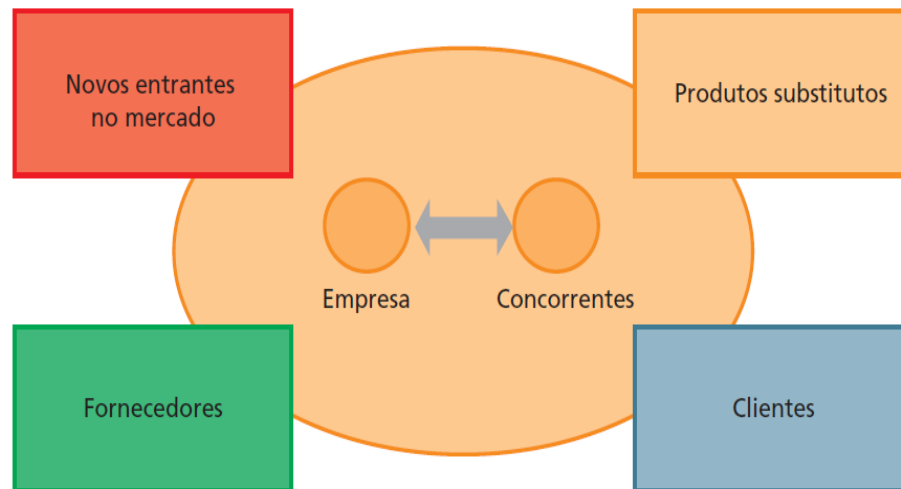 Novos entrantes
no mercado
Produtos substitutos
Empresa
Concorrentes
Fornecedores
Clientes